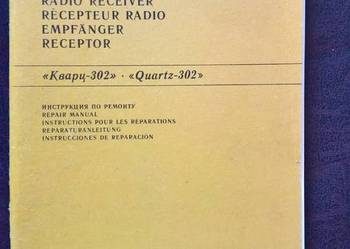 RADIO RECEIVER
RÉCEPTEUR RADIO
EMPFÄNGER
RECEPTOR
«Кварц-302» · «Quartz-302»
ИНСТРУКЦИЯ ПО РЕМОНТУ
REPAIR MANUAL
INSTRUCTIONS POUR LES RÉPARATIONS
REPARATURANLEITUNG
INSTRUCCIONES DE REPARACIÓN